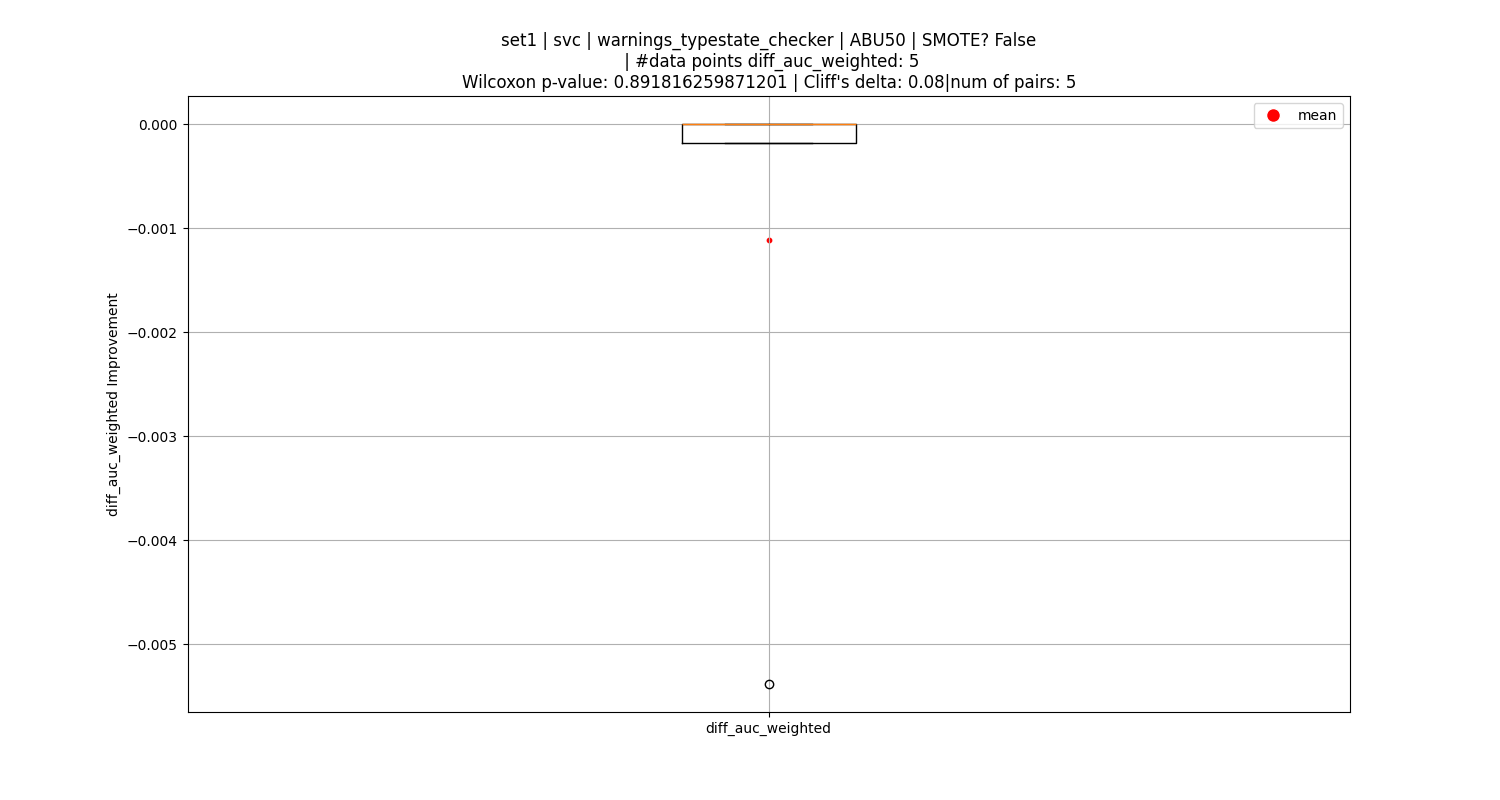 set1 | svc | warnings_typestate_checker | ABU50 | SMOTE? False
| #data points diff_auc_weighted: 5
Wilcoxon p-value: 0.891816259871201 | Cliff's delta: 0.08|num of pairs: 5
mean
0.000
−0.001
−0.002
−0.003
−0.004
−0.005
diff_auc_weighted Improvement
diff_auc_weighted